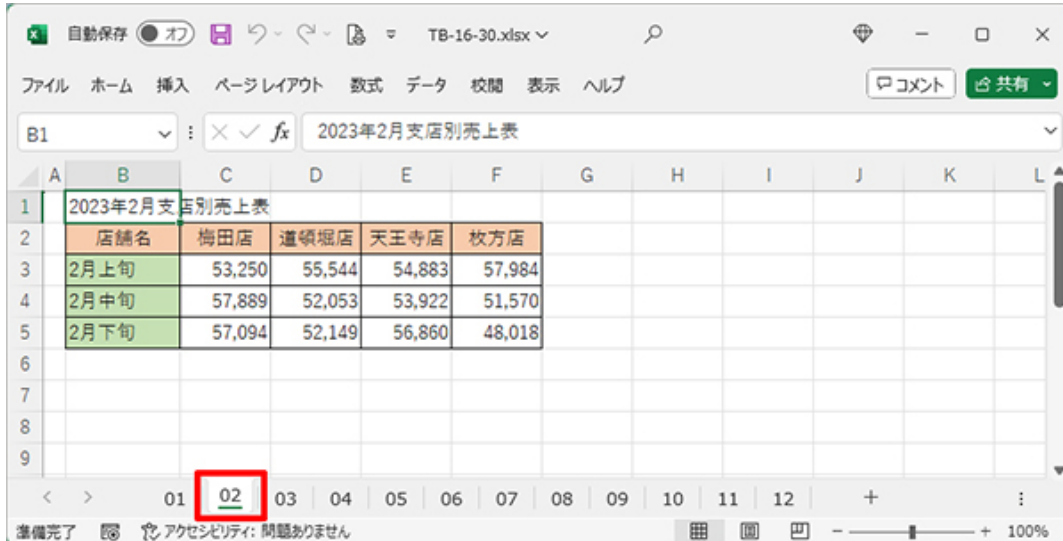 自動保存 オフ TB-16-30.xlsx
ファイル ホーム 挿入 ページ レイアウト 数式 データ 校閲 表示 ヘルプ コメント 共有
B1 fx 2023年2月支店別売上表
A B C D E F G H I J K L
1 2023年2月支店別売上表
2 店舗名 梅田店 道頓堀店 天王寺店 枚方店
3 2月上旬 53,250 55,544 54,883 57,984
4 2月中旬 57,889 52,053 53,922 51,570
5 2月下旬 57,094 52,149 56,860 48,018
6
7
8
9
01 02 03 04 05 06 07 08 09 10 11 12 +
準備完了 アクセシビリティ: 問題ありません 100%